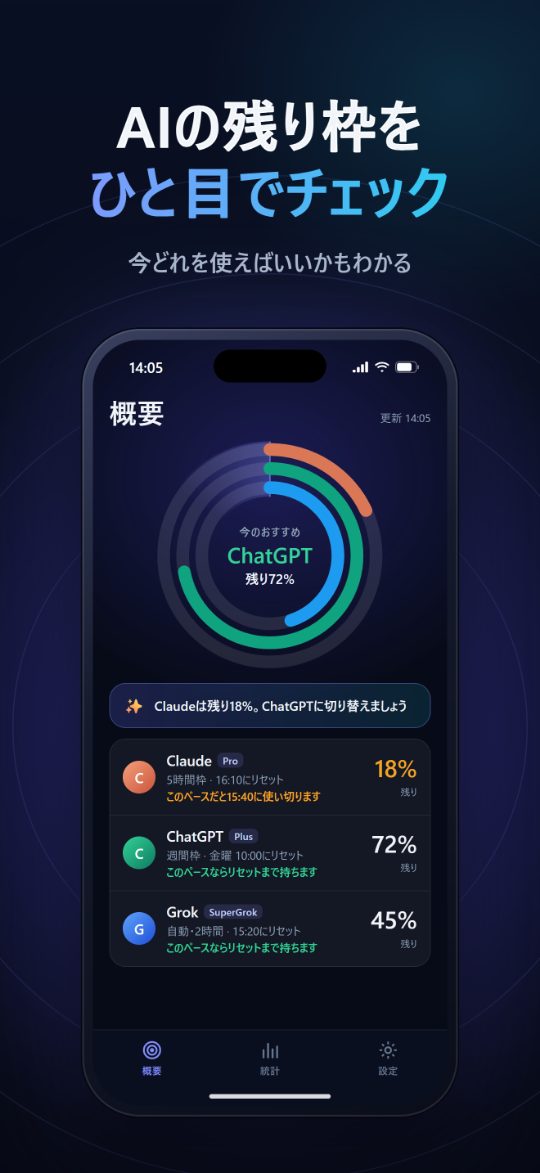 AIの残り枠を
ひと目でチェック
今どれを使えばいいかもわかる
14:05
概要
更新 14:05
今のおすすめ
ChatGPT
残り72%
✨ Claudeは残り18%。ChatGPTに切り替えましょう
C
Claude Pro
5時間枠 · 16:10にリセット
このペースだと15:40に使い切ります
18%
残り
C
ChatGPT Plus
週間枠 · 金曜 10:00にリセット
このペースならリセットまで持ちます
72%
残り
G
Grok SuperGrok
自動・2時間 · 15:20にリセット
このペースならリセットまで持ちます
45%
残り
概要
統計
設定